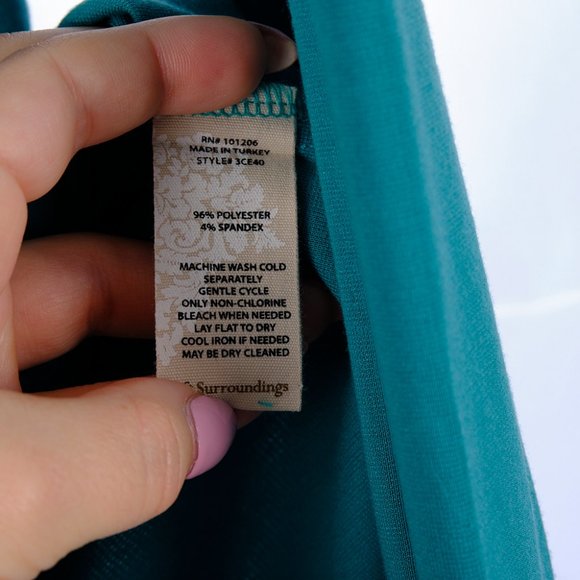 RN# 101206
MADE IN TURKEY
STYLE# 3CE40
96% POLYESTER
4% SPANDEX
MACHINE WASH COLD
SEPARATELY
GENTLE CYCLE
ONLY NON-CHLORINE
BLEACH WHEN NEEDED
LAY FLAT TO DRY
COOL IRON IF NEEDED
MAY BE DRY CLEANED
& Surroundings